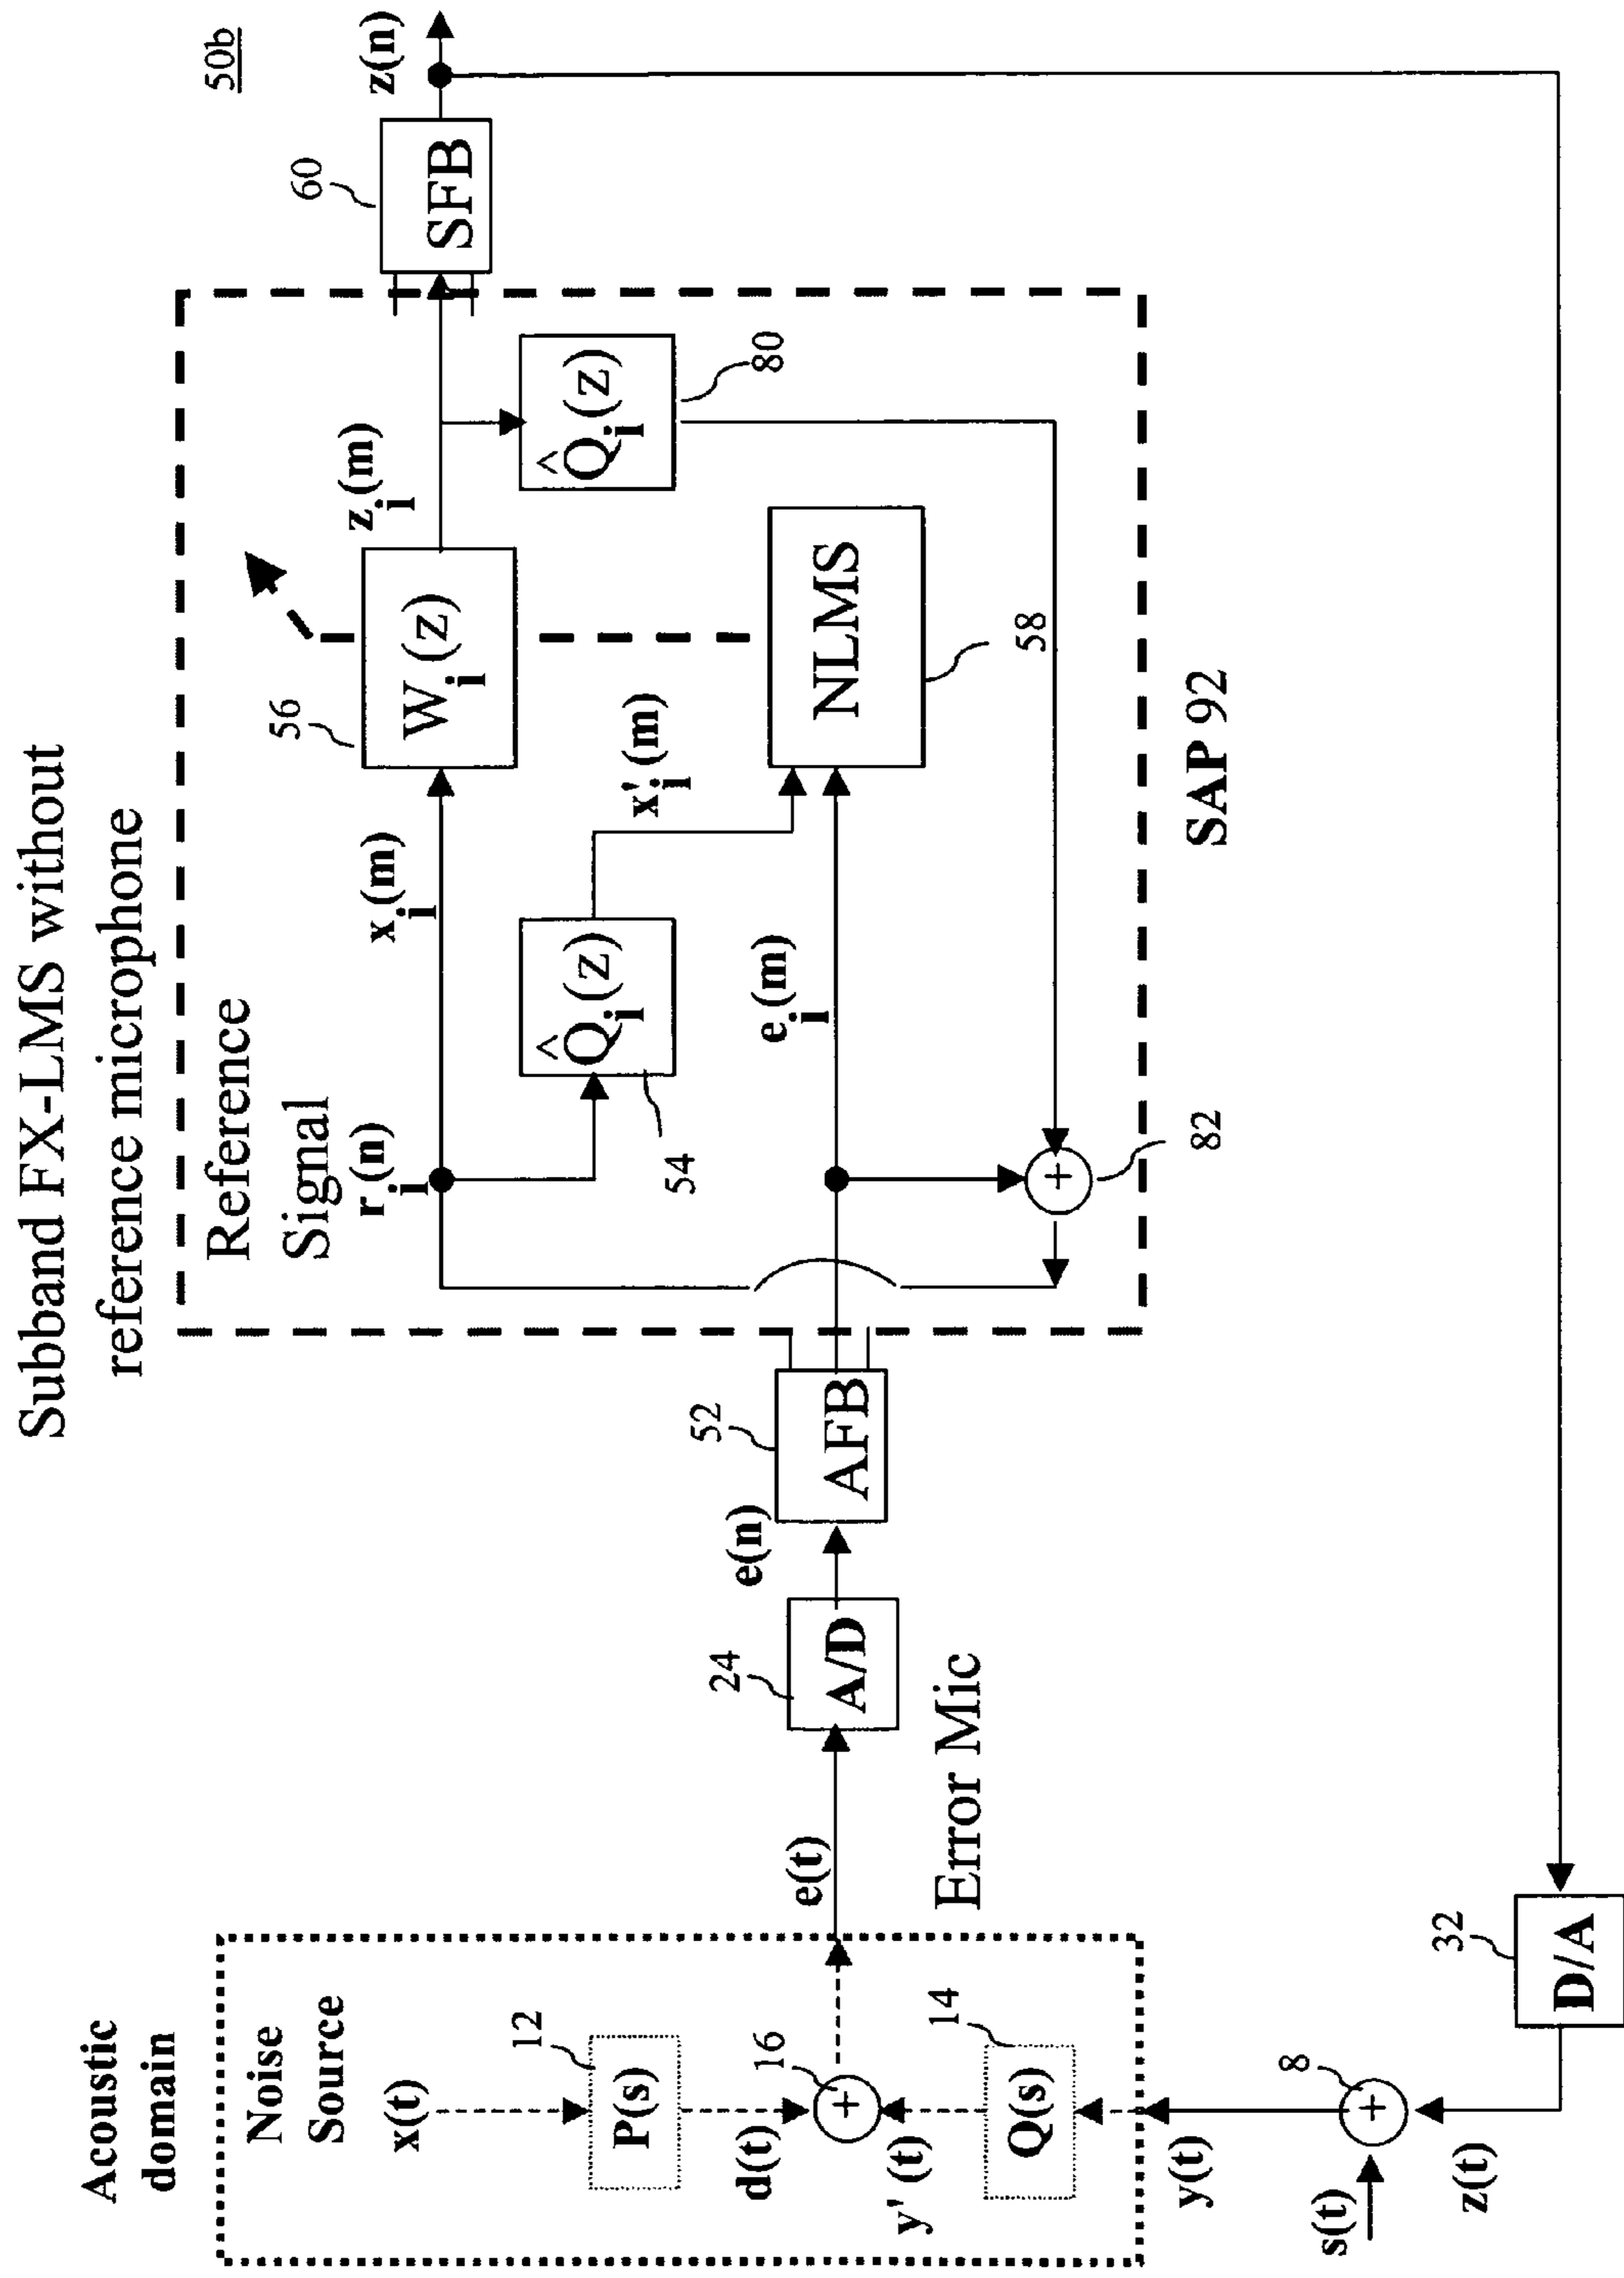 Subband FX-LMS without
reference microphone
50b
Acoustic
domain
Noise
Source
x(t)
12
P(s)
d(t)
16
+
y'(t)
14
Q(s)
y(t)
8
+
s(t)
z(t)
32
D/A
e(t)
Error Mic
24
A/D
e(n)
52
AFB
Reference
Signal
r_i(n)
x_i(m)
56
W_i(z)
z_i(m)
60
SFB
z(n)
54
Q̂_i(z)
x'_i(m)
e_i(m)
NLMS
58
Q̂_i(z)
80
+
82
SAP 92